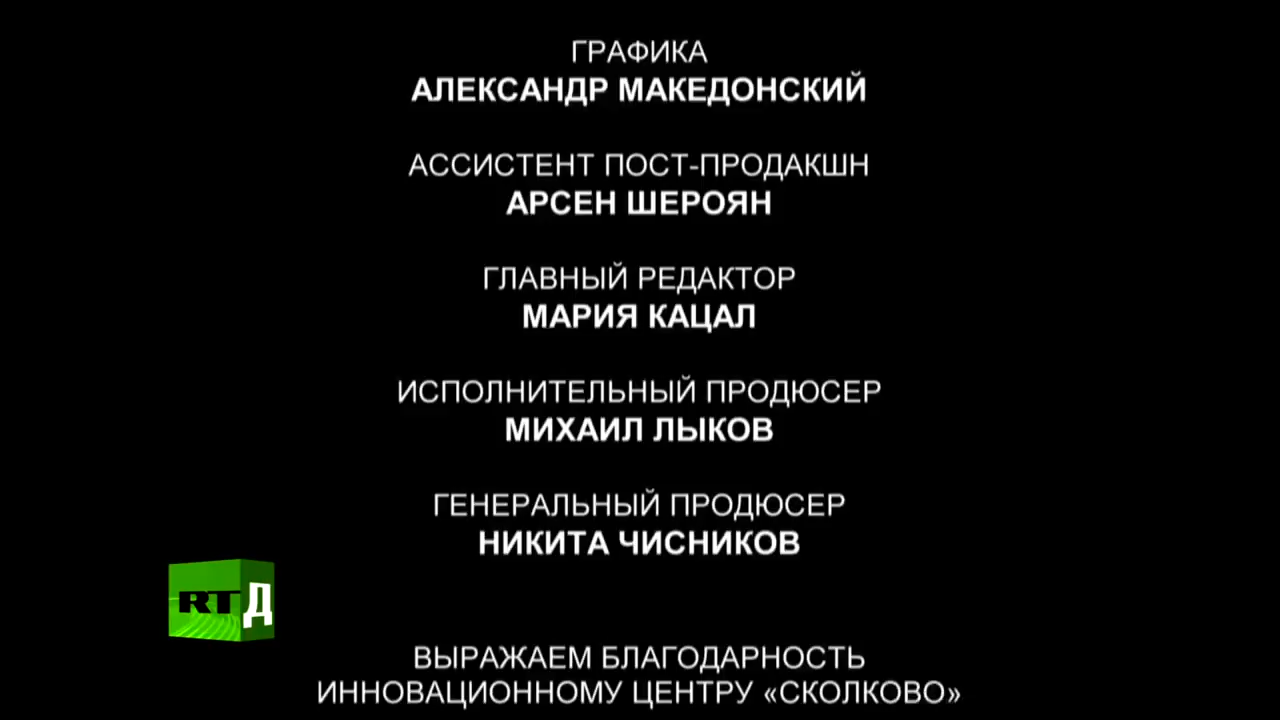 ГРАФИКА
АЛЕКСАНДР МАКЕДОНСКИЙ
АССИСТЕНТ ПОСТ-ПРОДАКШН
АРСЕН ШЕРОЯН
ГЛАВНЫЙ РЕДАКТОР
МАРИЯ КАЦАЛ
ИСПОЛНИТЕЛЬНЫЙ ПРОДЮСЕР
МИХАИЛ ЛЫКОВ
ГЕНЕРАЛЬНЫЙ ПРОДЮСЕР
НИКИТА ЧИСНИКОВ
RTД
ВЫРАЖАЕМ БЛАГОДАРНОСТЬ
ИННОВАЦИОННОМУ ЦЕНТРУ «СКОЛКОВО»